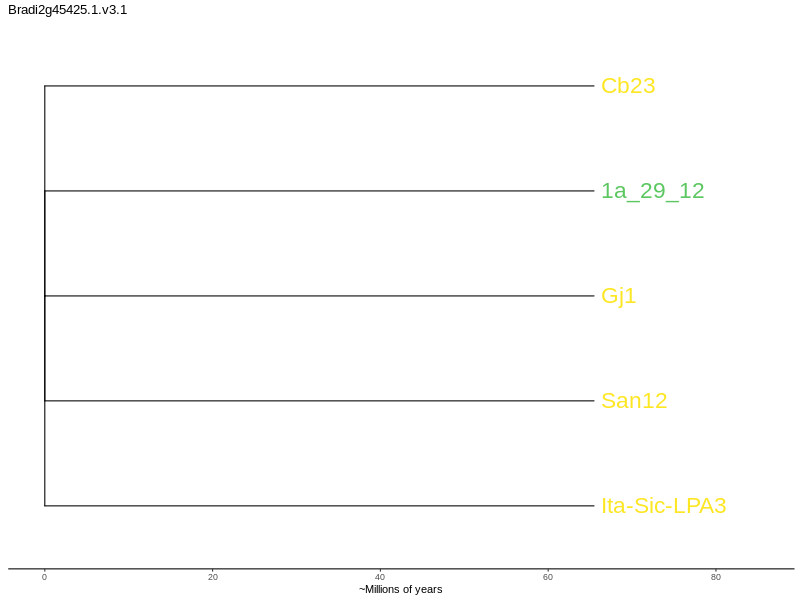 Bradi2g45425.1.v3.1
Cb23
1a_29_12
Gj1
San12
Ita-Sic-LPA3
0 20 40 60 80
~Millions of years